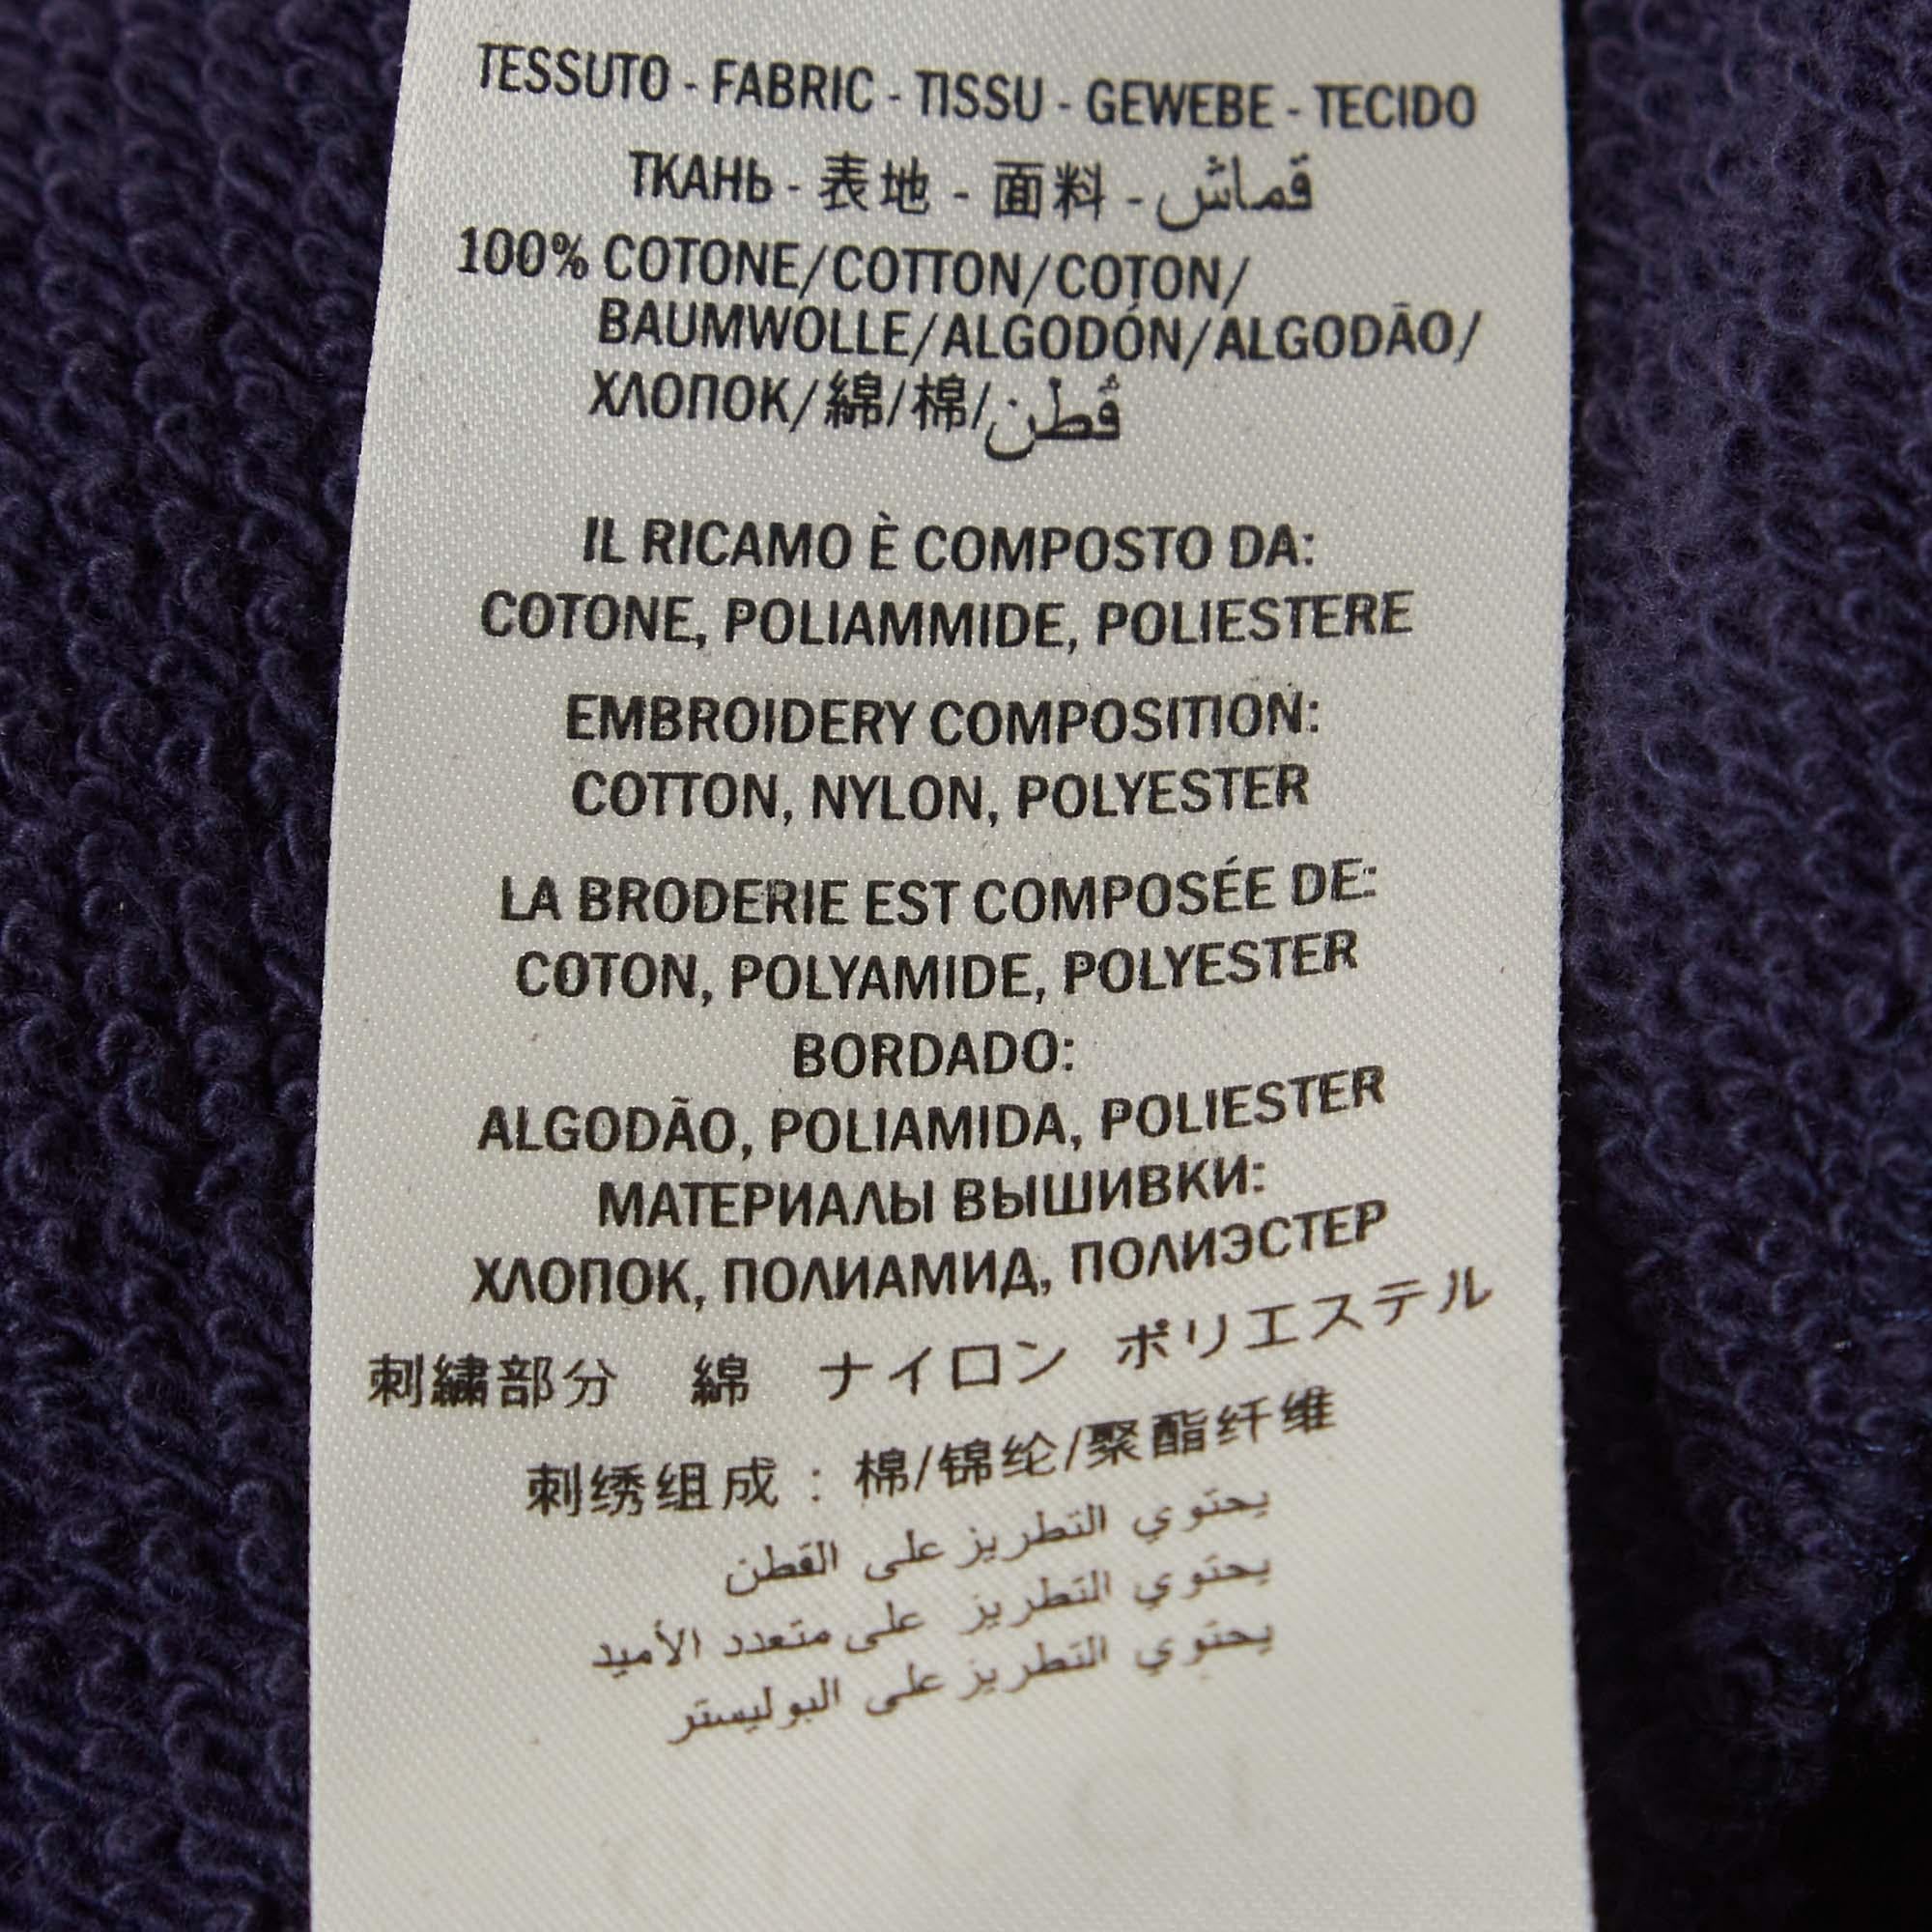 TESSUTO - FABRIC - TISSU - GEWEBE - TECIDO
ТКАНЬ - 表地 - 面料 - قماش
100% COTONE/COTTON/COTON/
BAUMWOLLE/ALGODÓN/ALGODÃO/
ХЛОПОК/綿/棉/قُطن
IL RICAMO È COMPOSTO DA:
COTONE, POLIAMMIDE, POLIESTERE
EMBROIDERY COMPOSITION:
COTTON, NYLON, POLYESTER
LA BRODERIE EST COMPOSÉE DE:
COTON, POLYAMIDE, POLYESTER
BORDADO:
ALGODÃO, POLIAMIDA, POLIESTER
МАТЕРИАЛЫ ВЫШИВКИ:
ХЛОПОК, ПОЛИАМИД, ПОЛИЭСТЕР
刺繍部分 綿 ナイロン ポリエステル
刺绣组成 : 棉/锦纶/聚酯纤维
يحتوي التطريز على القطن
يحتوي التطريز على متعدد الأميد
يحتوي التطريز على البوليستر